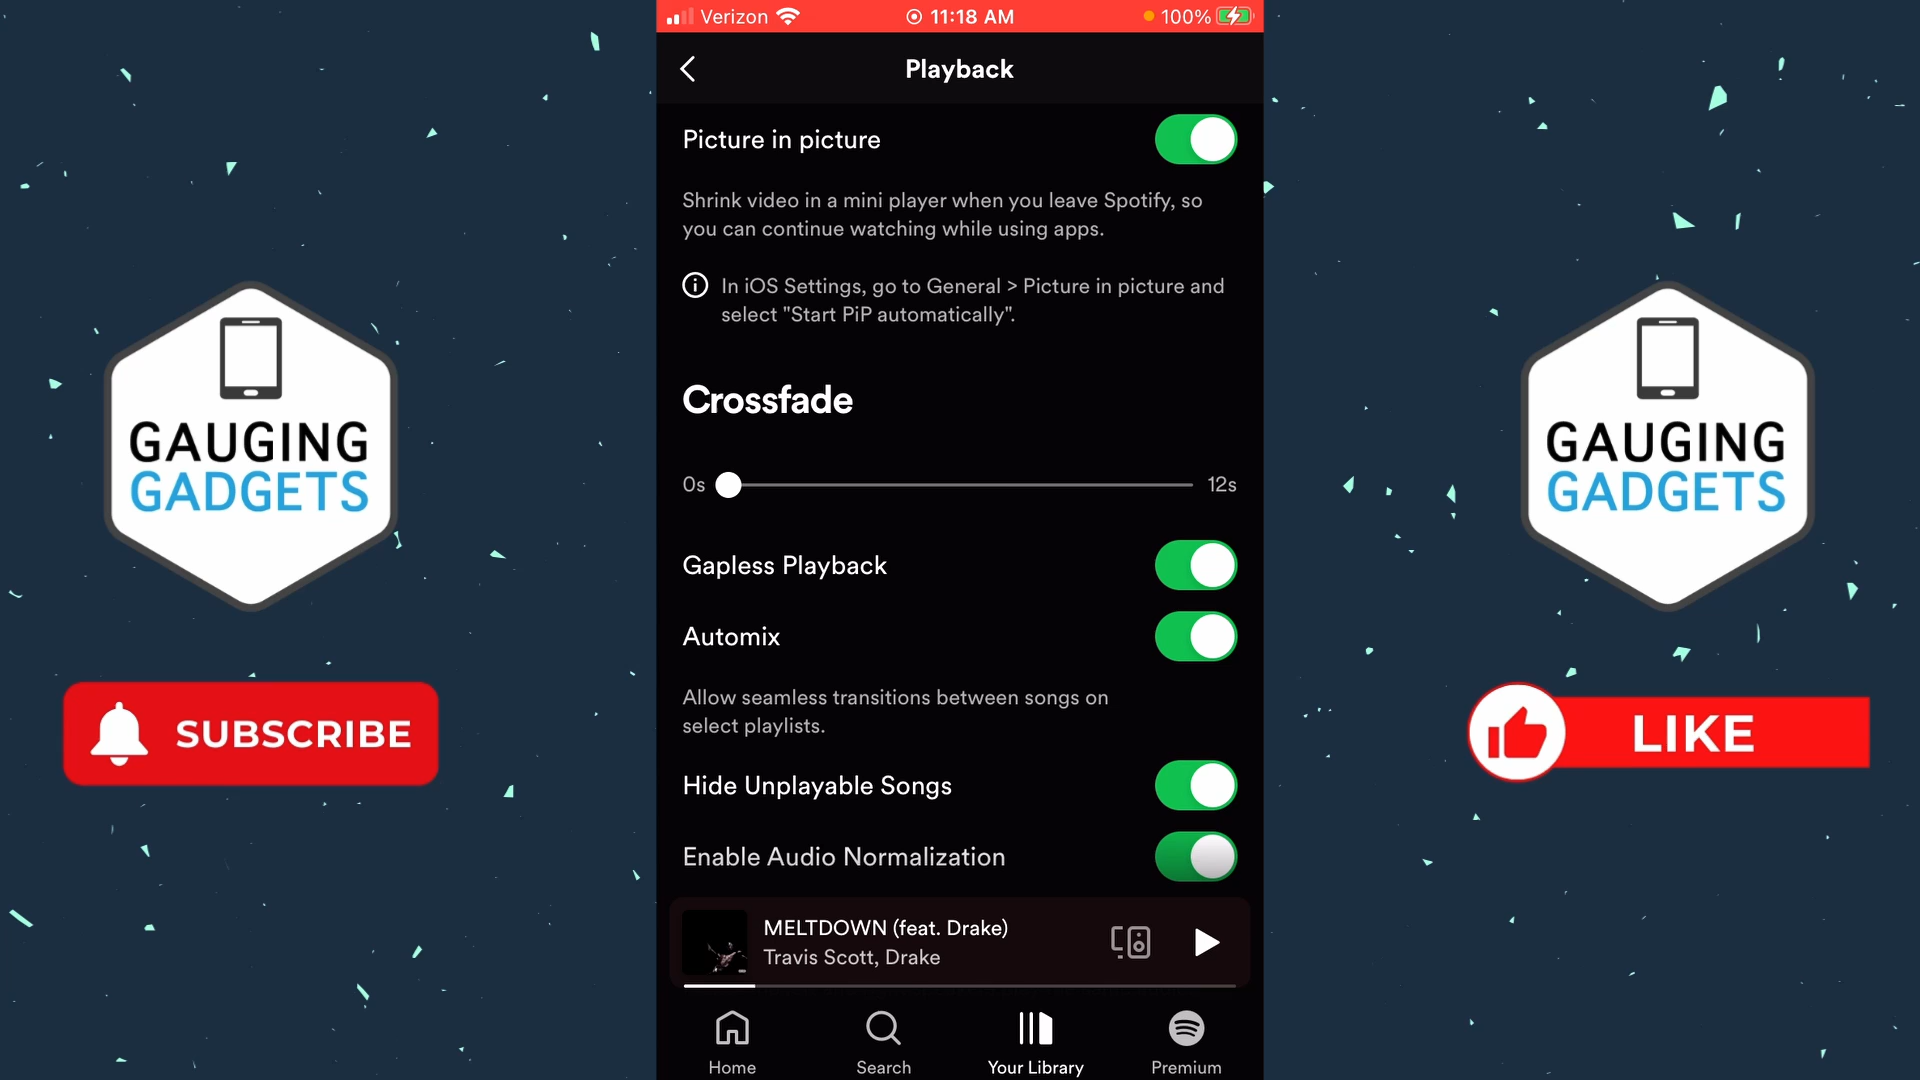 Verizon 11:18 AM 100%
Playback
Picture in picture
Shrink video in a mini player when you leave Spotify, so
you can continue watching while using apps.
In iOS Settings, go to General > Picture in picture and
select "Start PiP automatically".
Crossfade
0s 12s
Gapless Playback
Automix
Allow seamless transitions between songs on
select playlists.
Hide Unplayable Songs
Enable Audio Normalization
MELTDOWN (feat. Drake)
Travis Scott, Drake
Home Search Your Library Premium
GAUGING
GADGETS
SUBSCRIBE
GAUGING
GADGETS
LIKE